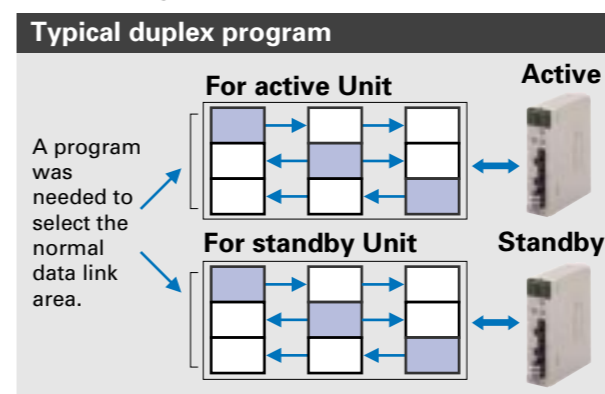 Typical duplex program
For active Unit
Active
A program
was
needed to
select the
normal
data link
area.
For standby Unit
Standby